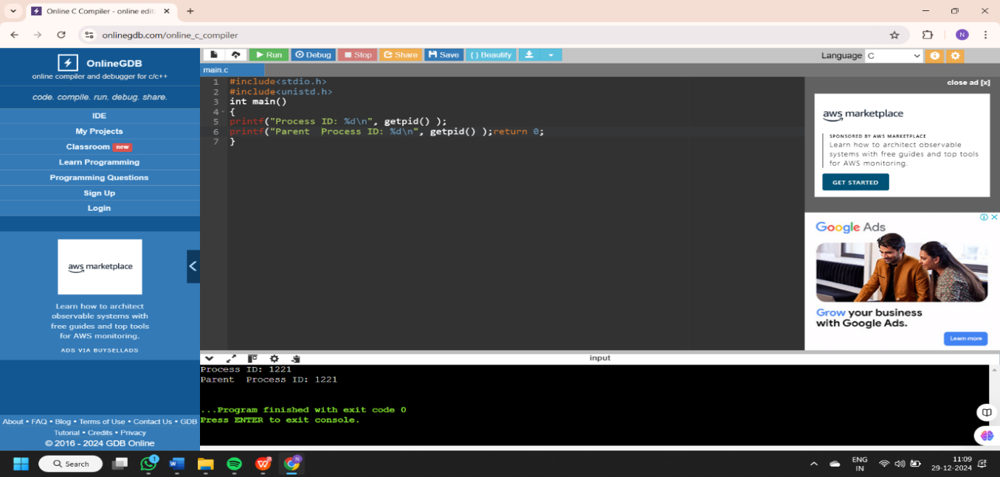 Online C Compiler - online edit
onlinegdb.com/online_c_compiler
N
OnlineGDB
online compiler and debugger for c/c++
code. compile. run. debug. share.
IDE
My Projects
Classroom new
Learn Programming
Programming Questions
Sign Up
Login
aws marketplace
Learn how to architect
observable systems with
free guides and top tools
for AWS monitoring.
ADS VIA BUYSELLADS
About • FAQ • Blog • Terms of Use • Contact Us • GDB
Tutorial • Credits • Privacy
© 2016 - 2024 GDB Online
Run Debug Stop Share Save { } Beautify
Language C
main.c
1 #include<stdio.h>
2 #include<unistd.h>
3 int main()
4 {
5 printf("Process ID: %d\n", getpid() );
6 printf("Parent  Process ID: %d\n", getpid() );return 0;
7 }
close ad [x]
aws marketplace
SPONSORED BY AWS MARKETPLACE
Learn how to architect observable
systems with free guides and top tools
for AWS monitoring.
GET STARTED
Google Ads
Grow your business
with Google Ads.
Learn more
input
Process ID: 1221
Parent  Process ID: 1221
...Program finished with exit code 0
Press ENTER to exit console.
Search
1
W
N
ENG
IN
11:09
29-12-2024